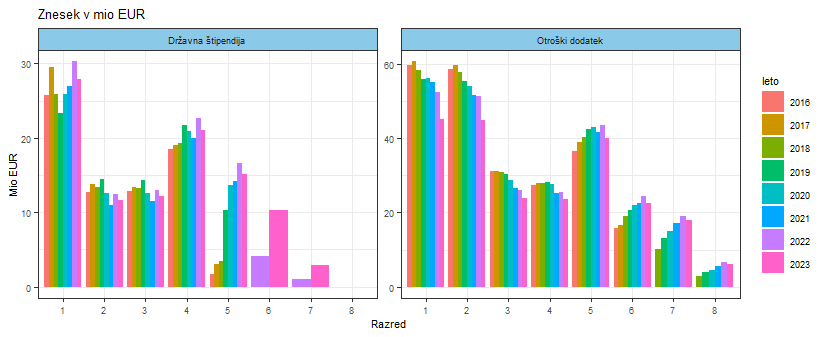 Znesek v mio EUR
Državna štipendija
Otroški dodatek
Mio EUR
30
20
10
0
60
40
20
0
1 2 3 4 5 6 7 8
1 2 3 4 5 6 7 8
Razred
leto
2016
2017
2018
2019
2020
2021
2022
2023